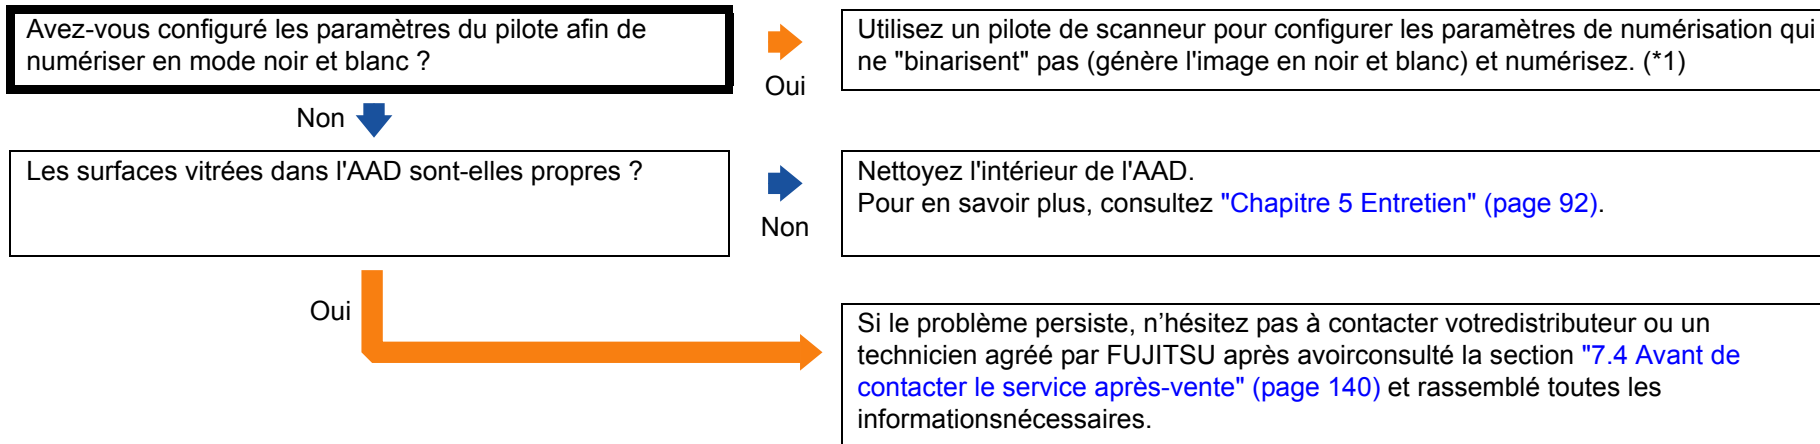 Avez-vous configuré les paramètres du pilote afin de
numériser en mode noir et blanc ?
Oui
Utilisez un pilote de scanneur pour configurer les paramètres de numérisation qui
ne "binarisent" pas (génère l'image en noir et blanc) et numérisez. (*1)
Non
Les surfaces vitrées dans l'AAD sont-elles propres ?
Non
Nettoyez l'intérieur de l'AAD.
Pour en savoir plus, consultez "Chapitre 5 Entretien" (page 92).
Oui
Si le problème persiste, n’hésitez pas à contacter votredistributeur ou un
technicien agréé par FUJITSU après avoirconsulté la section "7.4 Avant de
contacter le service après-vente" (page 140) et rassemblé toutes les
informationsnécessaires.